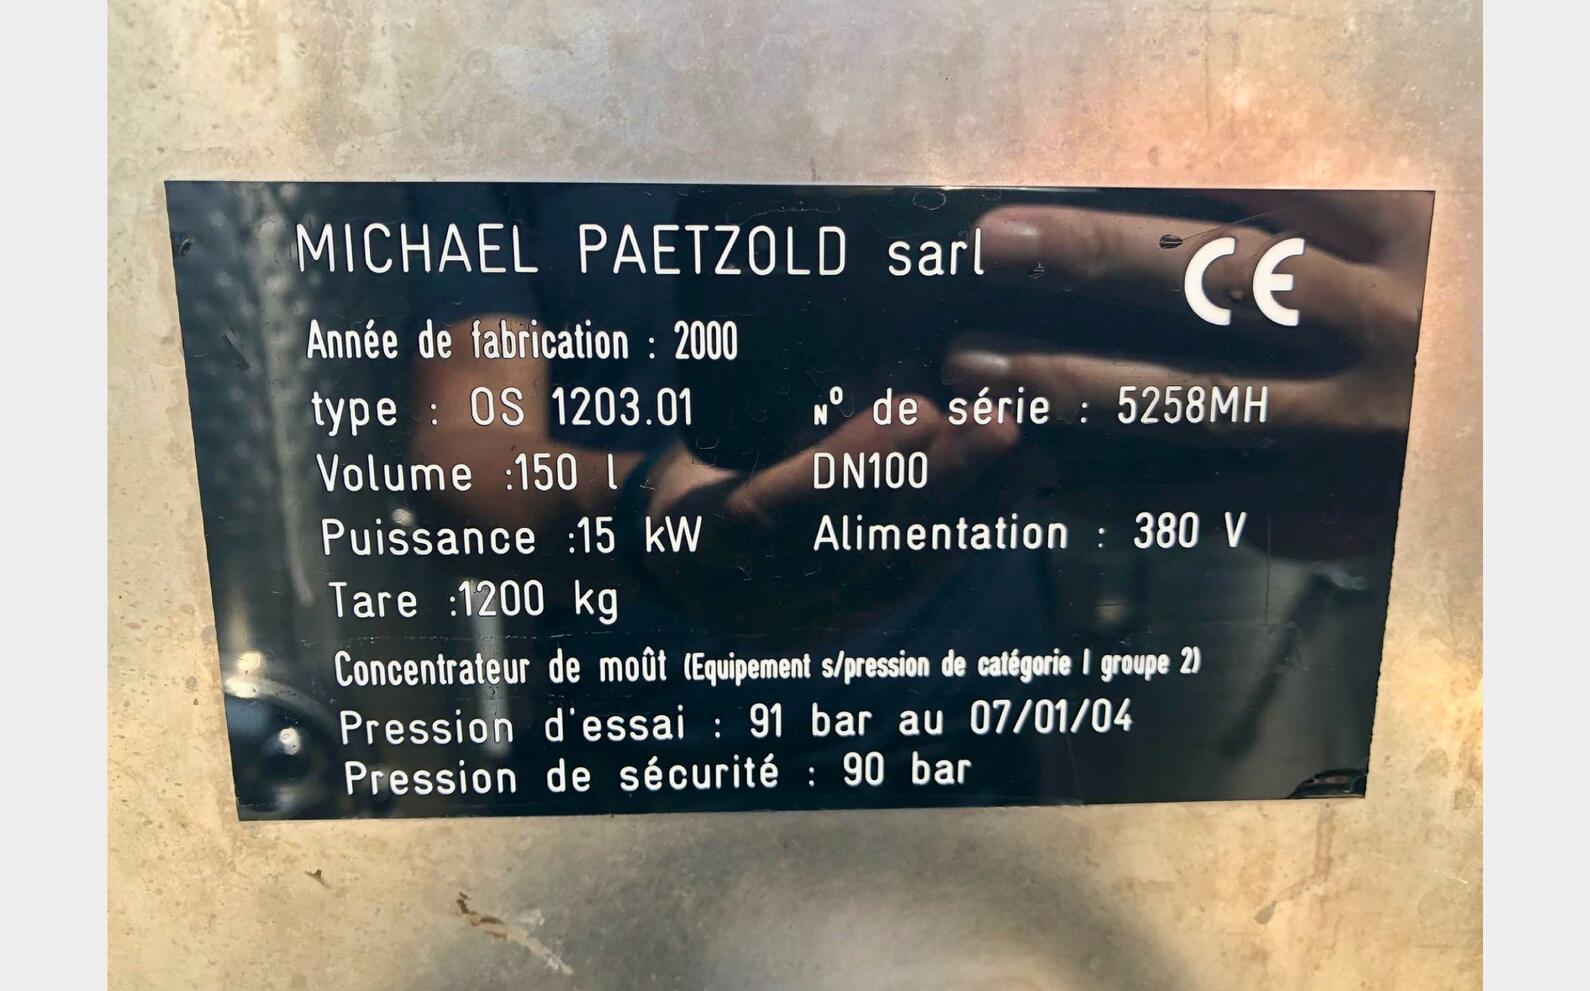 MICHAEL PAETZOLD sarl CE
Année de fabrication : 2000
type : OS 1203.01 N° de série : 5258MH
Volume :150 l DN100
Puissance :15 kW Alimentation : 380 V
Tare :1200 kg
Concentrateur de moût (Equipement s/pression de catégorie I groupe 2)
Pression d'essai : 91 bar au 07/01/04
Pression de sécurité : 90 bar